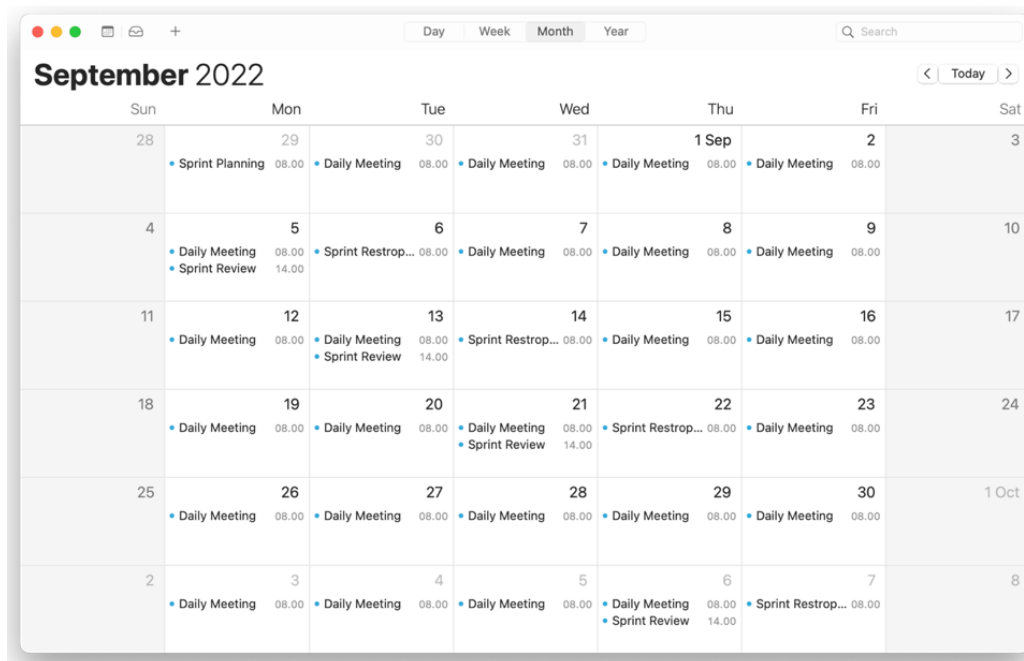 Day Week Month Year Search
September 2022
Today
Sun Mon Tue Wed Thu Fri Sat
28 29 30 31 1 Sep 2 3
Sprint Planning 08.00 Daily Meeting 08.00 Daily Meeting 08.00 Daily Meeting 08.00 Daily Meeting 08.00
4 5 6 7 8 9 10
Daily Meeting 08.00 Sprint Restrop... 08.00 Daily Meeting 08.00 Daily Meeting 08.00 Daily Meeting 08.00
Sprint Review 14.00
11 12 13 14 15 16 17
Daily Meeting 08.00 Daily Meeting 08.00 Sprint Restrop... 08.00 Daily Meeting 08.00 Daily Meeting 08.00
Sprint Review 14.00
18 19 20 21 22 23 24
Daily Meeting 08.00 Daily Meeting 08.00 Daily Meeting 08.00 Sprint Restrop... 08.00 Daily Meeting 08.00
Sprint Review 14.00
25 26 27 28 29 30 1 Oct
Daily Meeting 08.00 Daily Meeting 08.00 Daily Meeting 08.00 Daily Meeting 08.00 Daily Meeting 08.00
2 3 4 5 6 7 8
Daily Meeting 08.00 Daily Meeting 08.00 Daily Meeting 08.00 Daily Meeting 08.00 Sprint Restrop... 08.00
Sprint Review 14.00